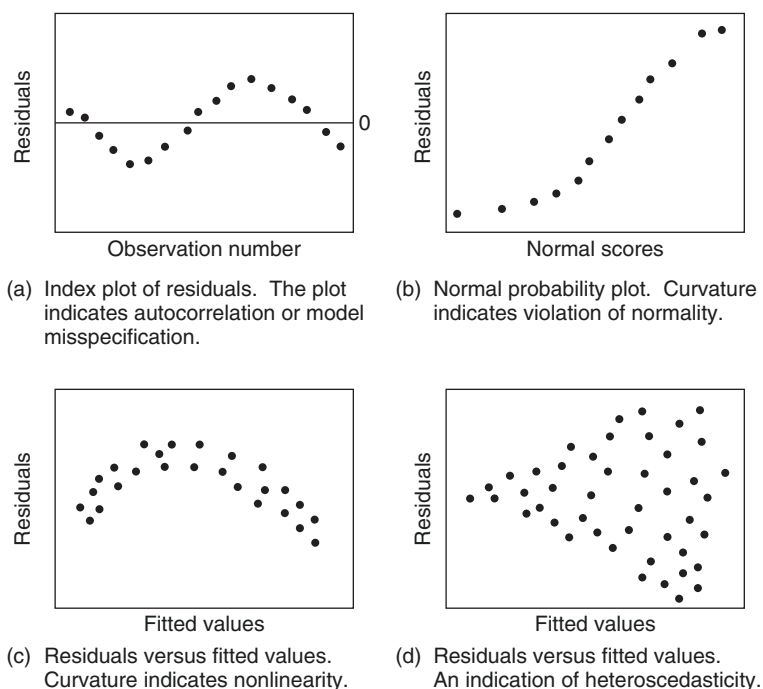 Residuals
0
Observation number
(a) Index plot of residuals. The plot
indicates autocorrelation or model
misspecification.
Residuals
Normal scores
(b) Normal probability plot. Curvature
indicates violation of normality.
Residuals
Fitted values
(c) Residuals versus fitted values.
Curvature indicates nonlinearity.
Residuals
Fitted values
(d) Residuals versus fitted values.
An indication of heteroscedasticity.